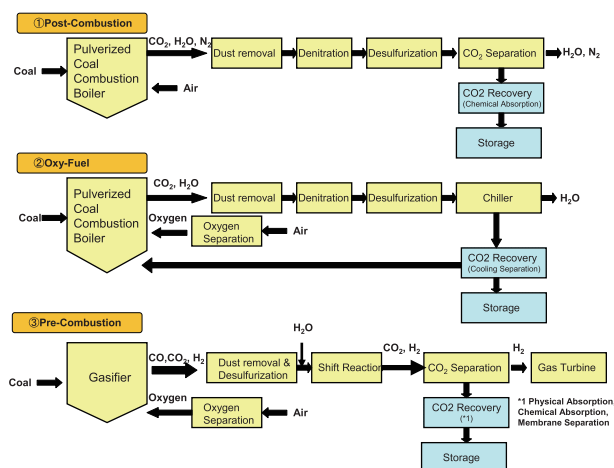 ①Post-Combustion
Pulverized
Coal
Combustion
Boiler
Coal
CO₂, H₂O, N₂
Air
Dust removal
Denitration
Desulfurization
CO₂ Separation
H₂O, N₂
CO2 Recovery
(Chemical Absorption)
Storage
②Oxy-Fuel
Pulverized
Coal
Combustion
Boiler
Coal
CO₂, H₂O
Oxygen
Oxygen
Separation
Air
Dust removal
Denitration
Desulfurization
Chiller
H₂O
CO2 Recovery
(Cooling Separation)
Storage
③Pre-Combustion
Gasifier
Coal
CO,CO₂, H₂
Oxygen
Oxygen
Separation
Air
Dust removal &
Desulfurization
H₂O
Shift Reaction
CO₂, H₂
CO₂ Separation
H₂
Gas Turbine
CO2 Recovery
(*1)
Storage
*1 Physical Absorption
Chemical Absorption,
Membrane Separation